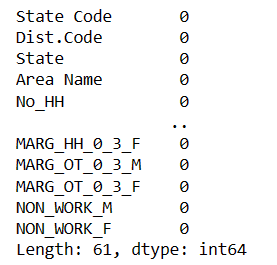 State Code 0
Dist.Code 0
State 0
Area Name 0
No_HH 0
..
MARG_HH_0_3_F 0
MARG_OT_0_3_M 0
MARG_OT_0_3_F 0
NON_WORK_M 0
NON_WORK_F 0
Length: 61, dtype: int64